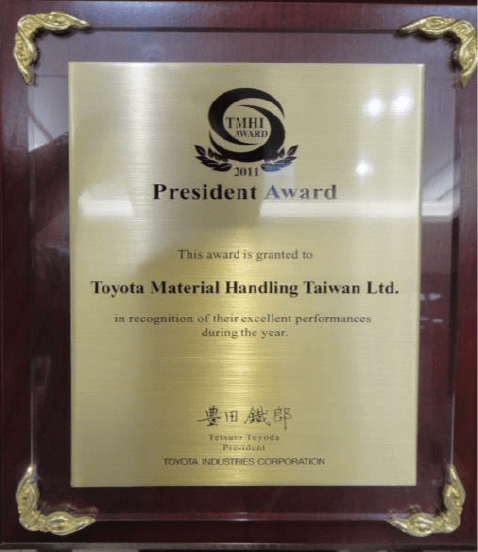 TMHI
AWARD
2011
President Award
This award is granted to
Toyota Material Handling Taiwan Ltd.
in recognition of their excellent performances
during the year.
豊田鐵郎
Tetsuro Toyoda
President
TOYOTA INDUSTRIES CORPORATION